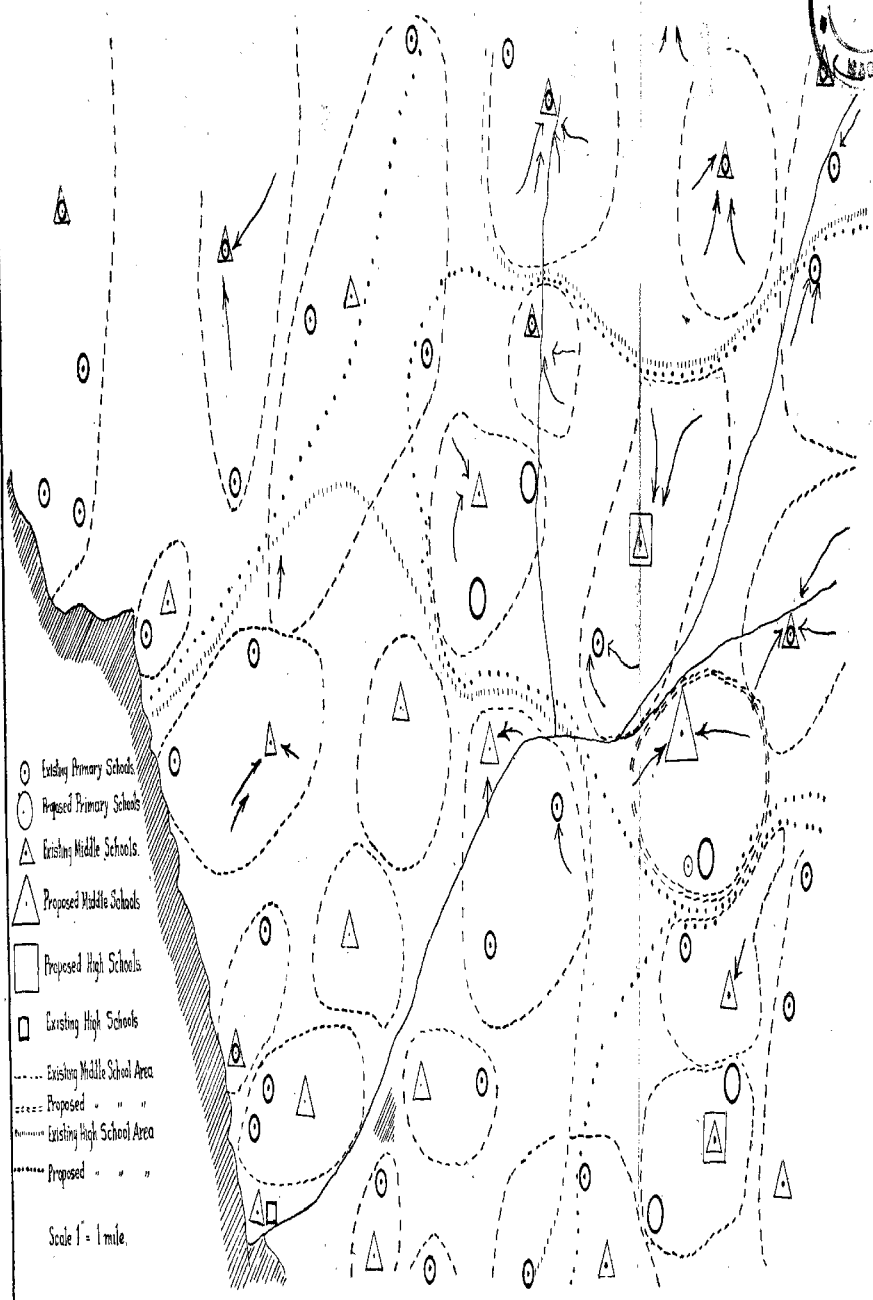 Existing Primary Schools.
Proposed Primary Schools
Existing Middle Schools.
Proposed Middle Schools
Proposed High Schools.
Existing High Schools
Existing Middle School Area
Proposed " " "
Existing High School Area
Proposed " " "
Scale 1" = 1 mile.